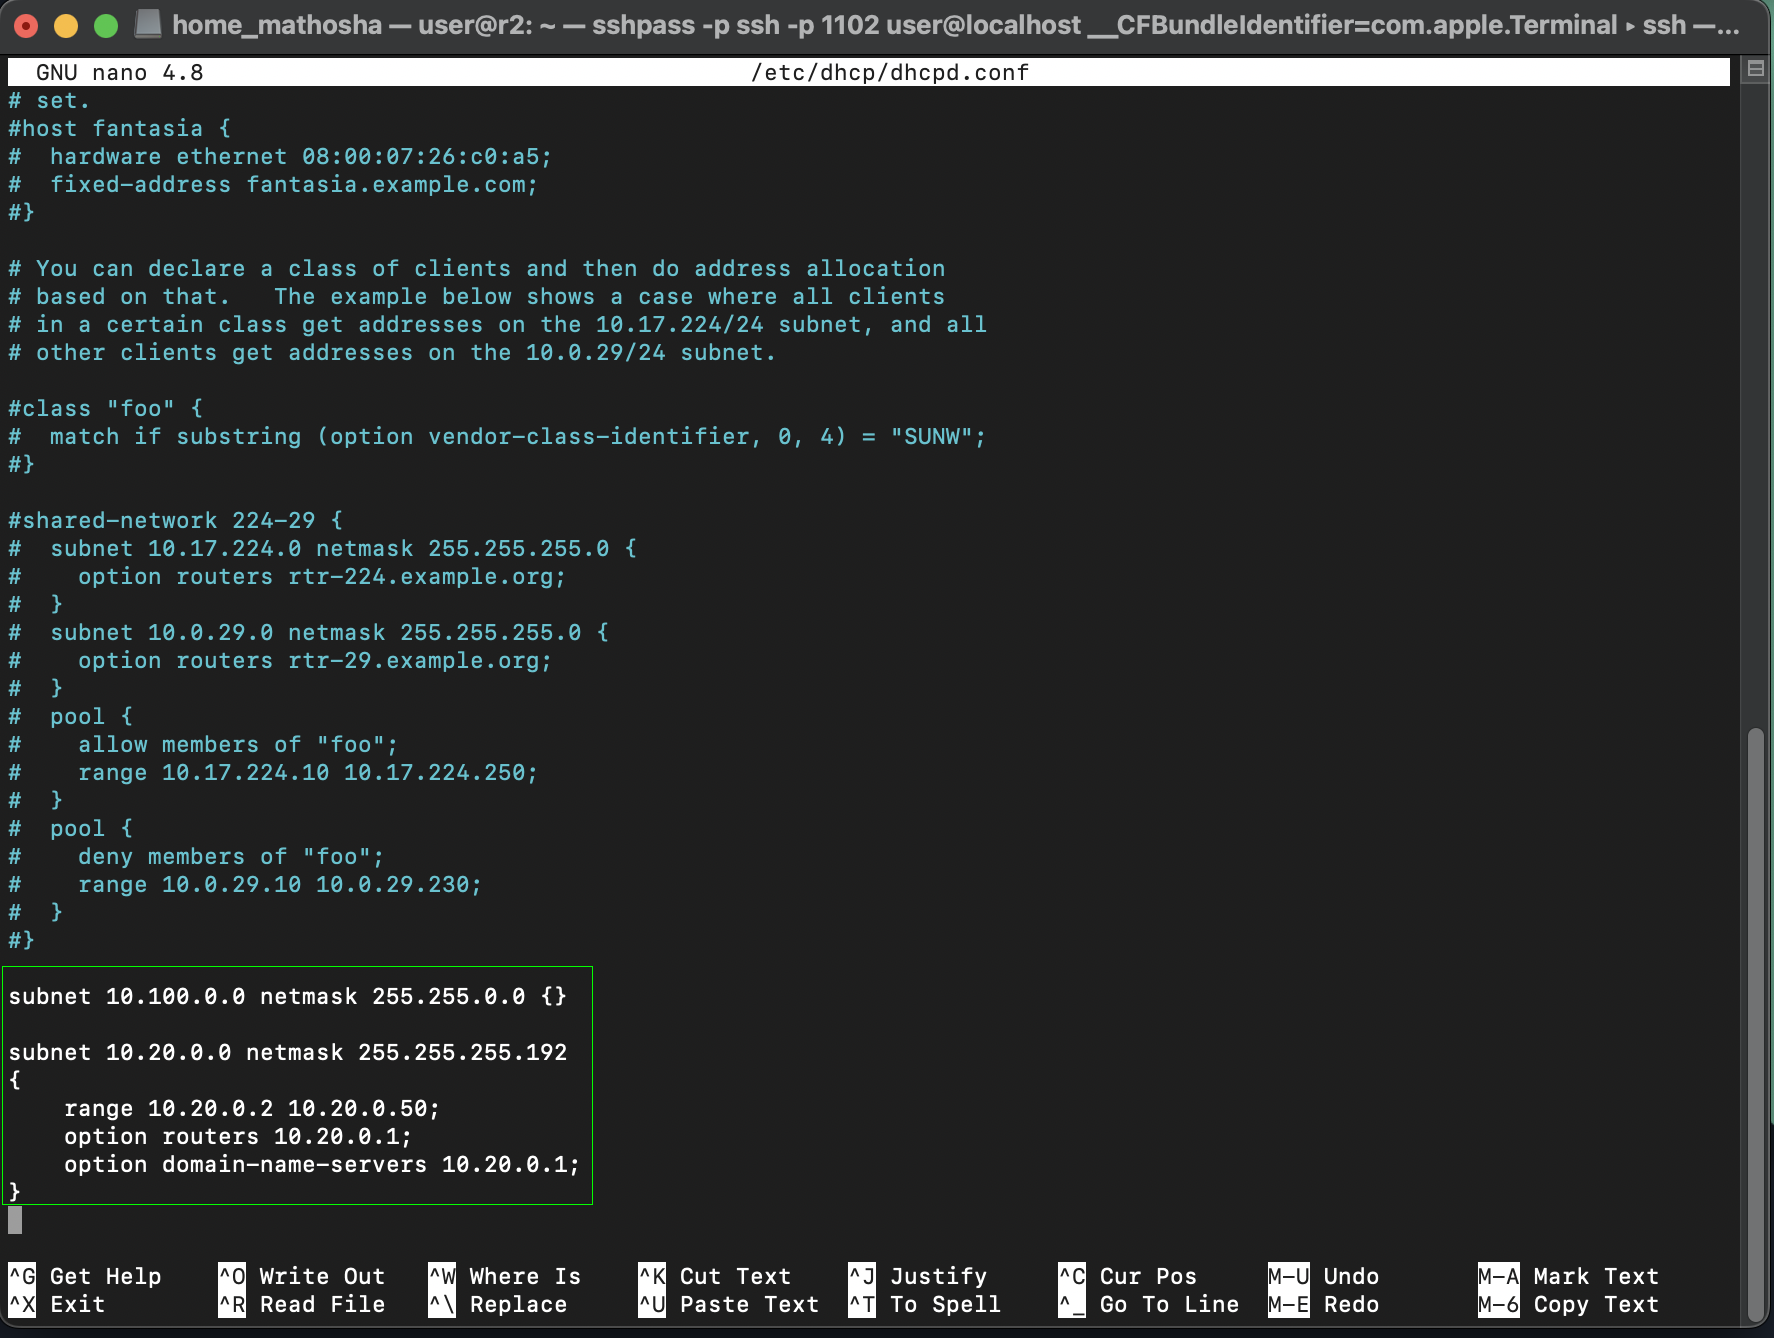 home_mathosha — user@r2: ~ — sshpass -p ssh -p 1102 user@localhost __CFBundleIdentifier=com.apple.Terminal ▸ ssh —...
GNU nano 4.8 /etc/dhcp/dhcpd.conf
# set.
#host fantasia {
#  hardware ethernet 08:00:07:26:c0:a5;
#  fixed-address fantasia.example.com;
#}

# You can declare a class of clients and then do address allocation
# based on that.   The example below shows a case where all clients
# in a certain class get addresses on the 10.17.224/24 subnet, and all
# other clients get addresses on the 10.0.29/24 subnet.

#class "foo" {
#  match if substring (option vendor-class-identifier, 0, 4) = "SUNW";
#}

#shared-network 224-29 {
#  subnet 10.17.224.0 netmask 255.255.255.0 {
#    option routers rtr-224.example.org;
#  }
#  subnet 10.0.29.0 netmask 255.255.255.0 {
#    option routers rtr-29.example.org;
#  }
#  pool {
#    allow members of "foo";
#    range 10.17.224.10 10.17.224.250;
#  }
#  pool {
#    deny members of "foo";
#    range 10.0.29.10 10.0.29.230;
#  }
#}

subnet 10.100.0.0 netmask 255.255.0.0 {}

subnet 10.20.0.0 netmask 255.255.255.192
{
    range 10.20.0.2 10.20.0.50;
    option routers 10.20.0.1;
    option domain-name-servers 10.20.0.1;
}

^G Get Help ^O Write Out ^W Where Is ^K Cut Text ^J Justify ^C Cur Pos M-U Undo M-A Mark Text
^X Exit ^R Read File ^\ Replace ^U Paste Text ^T To Spell ^_ Go To Line M-E Redo M-6 Copy Text